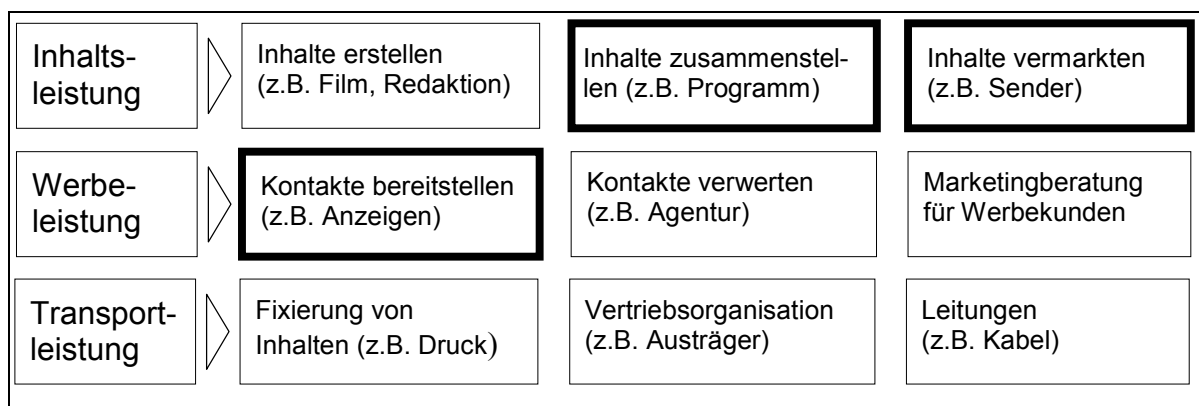 Inhalts-
leistung
Inhalte erstellen
(z.B. Film, Redaktion)
Inhalte zusammenstel-
len (z.B. Programm)
Inhalte vermarkten
(z.B. Sender)
Werbe-
leistung
Kontakte bereitstellen
(z.B. Anzeigen)
Kontakte verwerten
(z.B. Agentur)
Marketingberatung
für Werbekunden
Transport-
leistung
Fixierung von
Inhalten (z.B. Druck)
Vertriebsorganisation
(z.B. Austräger)
Leitungen
(z.B. Kabel)